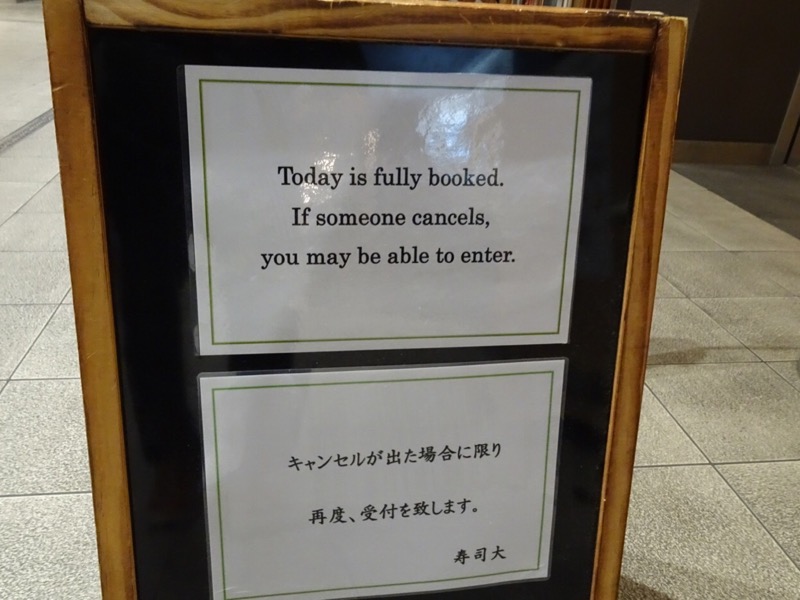 Today is fully booked.
If someone cancels,
you may be able to enter.
キャンセルが出た場合に限り
再度、受付を致します。
寿司大